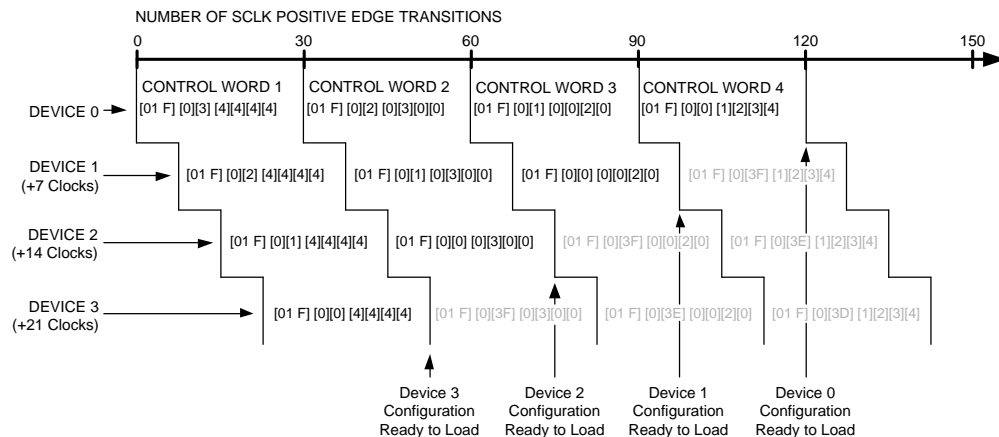 NUMBER OF SCLK POSITIVE EDGE TRANSITIONS
0 30 60 90 120 150
CONTROL WORD 1 CONTROL WORD 2 CONTROL WORD 3 CONTROL WORD 4
DEVICE 0 [01 F] [0][3] [4][4][4][4] [01 F] [0][2] [0][3][0][0] [01 F] [0][1] [0][0][2][0] [01 F] [0][0] [1][2][3][4]
DEVICE 1
(+7 Clocks)
[01 F] [0][2] [4][4][4][4] [01 F] [0][1] [0][3][0][0] [01 F] [0][0] [0][0][2][0] [01 F] [0][3F] [1][2][3][4]
DEVICE 2
(+14 Clocks)
[01 F] [0][1] [4][4][4][4] [01 F] [0][0] [0][3][0][0] [01 F] [0][3F] [0][0][2][0] [01 F] [0][3E] [1][2][3][4]
DEVICE 3
(+21 Clocks)
[01 F] [0][0] [4][4][4][4] [01 F] [0][3F] [0][3][0][0] [01 F] [0][3E] [0][0][2][0] [01 F] [0][3D] [1][2][3][4]
Device 3
Configuration
Ready to Load
Device 2
Configuration
Ready to Load
Device 1
Configuration
Ready to Load
Device 0
Configuration
Ready to Load